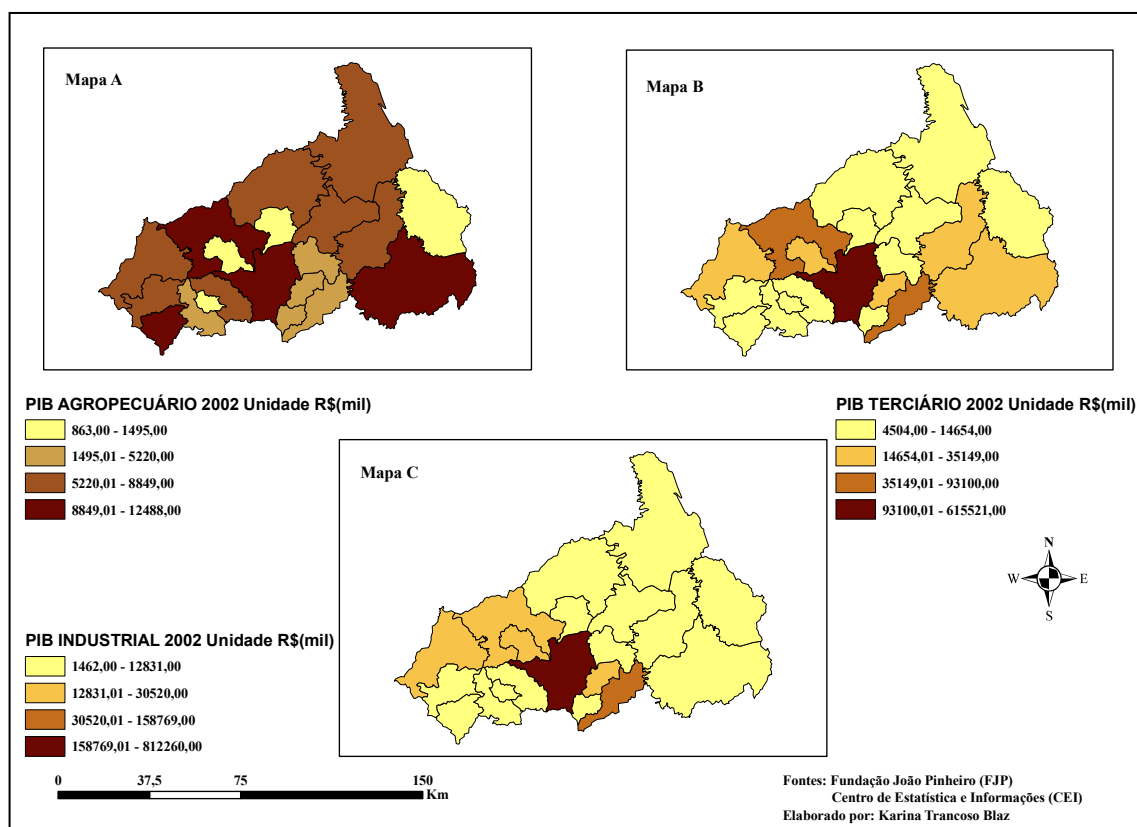 Mapa A
Mapa B
PIB AGROPECUÁRIO 2002 Unidade R$(mil)
863,00 - 1495,00
1495,01 - 5220,00
5220,01 - 8849,00
8849,01 - 12488,00
PIB TERCIÁRIO 2002 Unidade R$(mil)
4504,00 - 14654,00
14654,01 - 35149,00
35149,01 - 93100,00
93100,01 - 615521,00
Mapa C
N
W
E
S
PIB INDUSTRIAL 2002 Unidade R$(mil)
1462,00 - 12831,00
12831,01 - 30520,00
30520,01 - 158769,00
158769,01 - 812260,00
0 37,5 75 150
Km
Fontes: Fundação João Pinheiro (FJP)
Centro de Estatística e Informações (CEI)
Elaborado por: Karina Trancoso Blaz